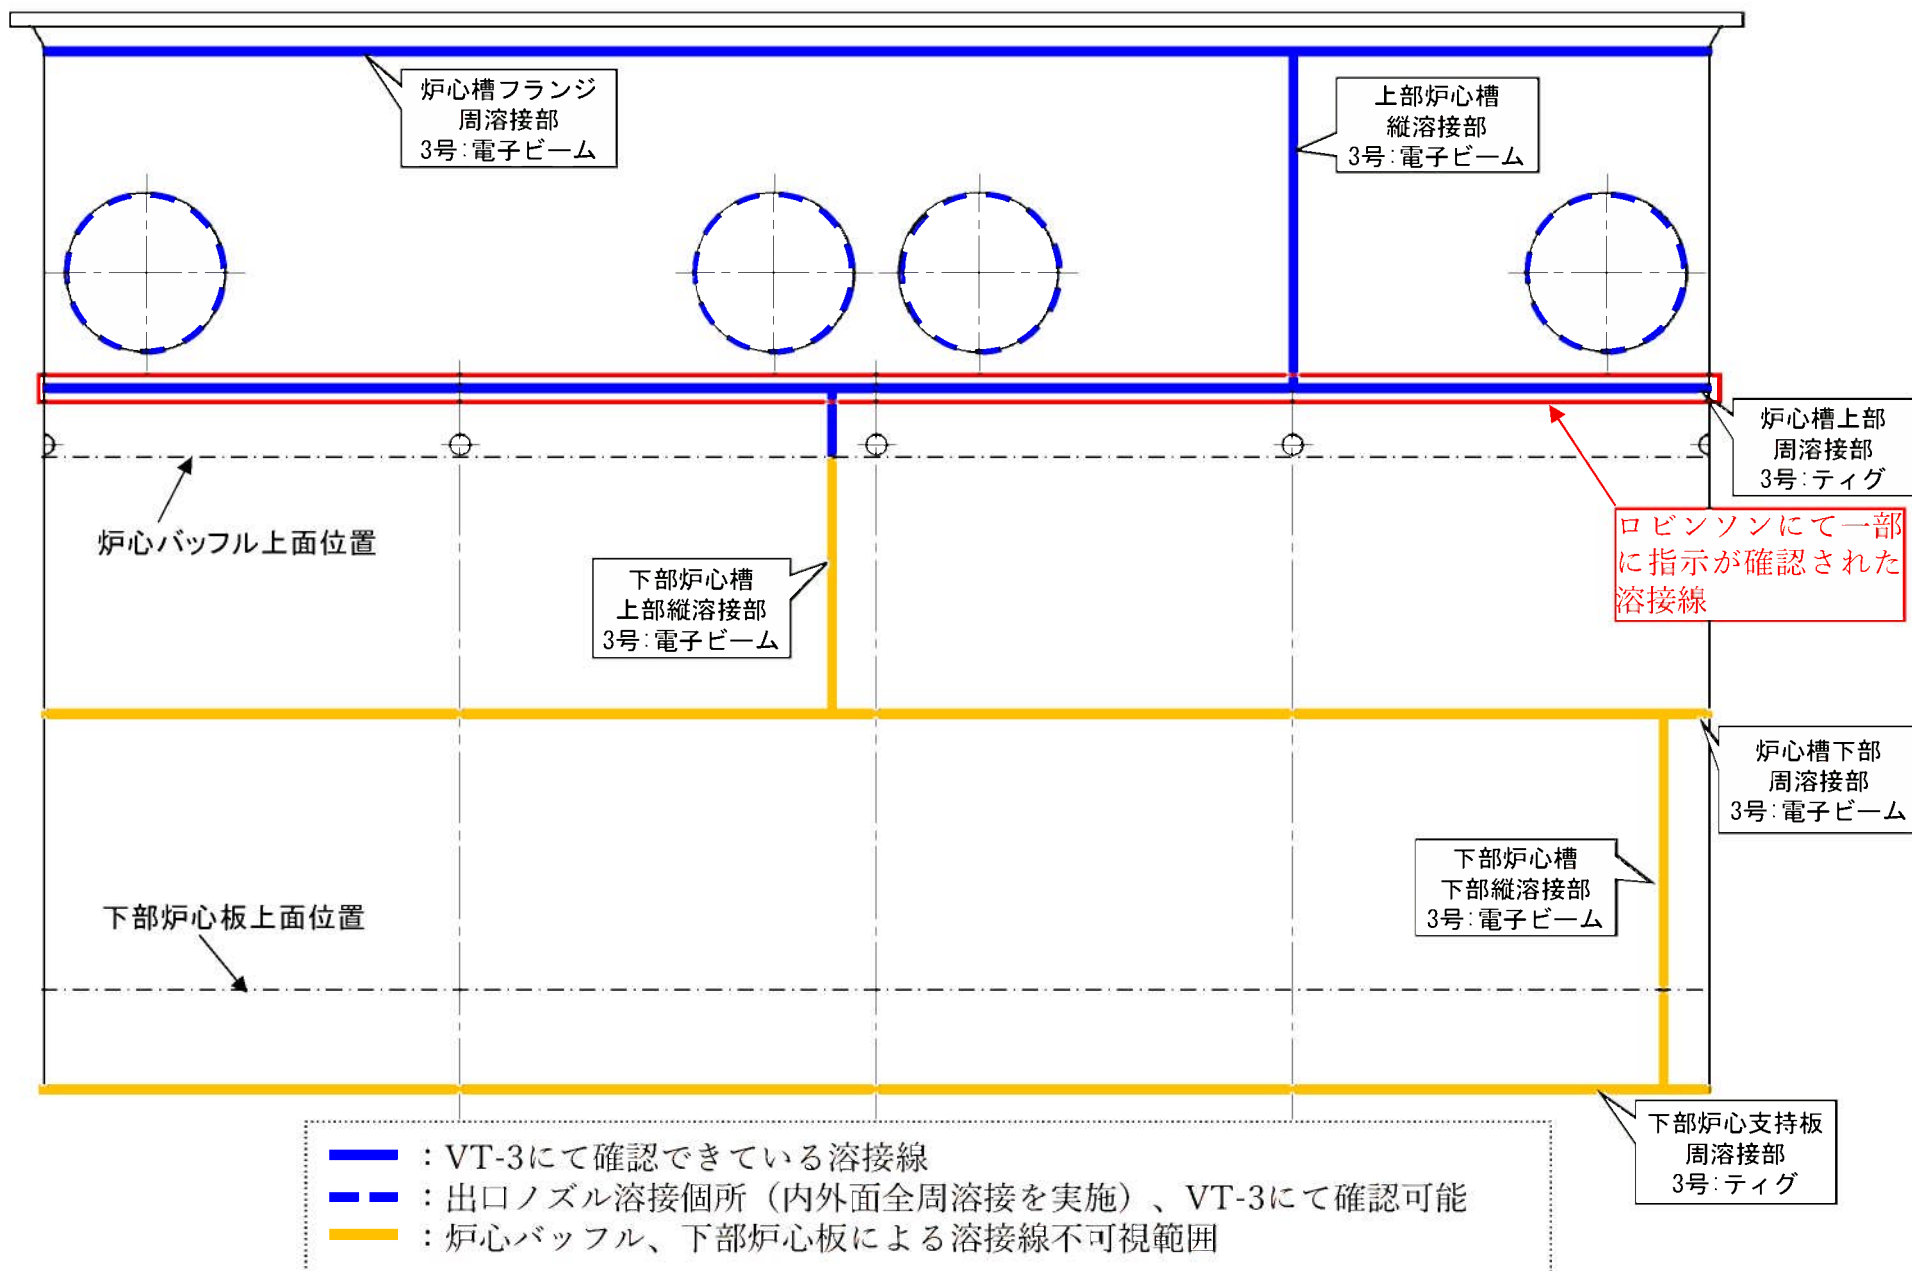 炉心槽フランジ
周溶接部
3号:電子ビーム
上部炉心槽
縦溶接部
3号:電子ビーム
炉心槽上部
周溶接部
3号:ティグ
炉心バッフル上面位置
ロビンソンにて一部
に指示が確認された
溶接線
下部炉心槽
上部縦溶接部
3号:電子ビーム
炉心槽下部
周溶接部
3号:電子ビーム
下部炉心槽
下部縦溶接部
3号:電子ビーム
下部炉心板上面位置
下部炉心支持板
周溶接部
3号:ティグ
:VT-3にて確認できている溶接線
:出口ノズル溶接個所(内外面全周溶接を実施)、VT-3にて確認可能
:炉心バッフル、下部炉心板による溶接線不可視範囲